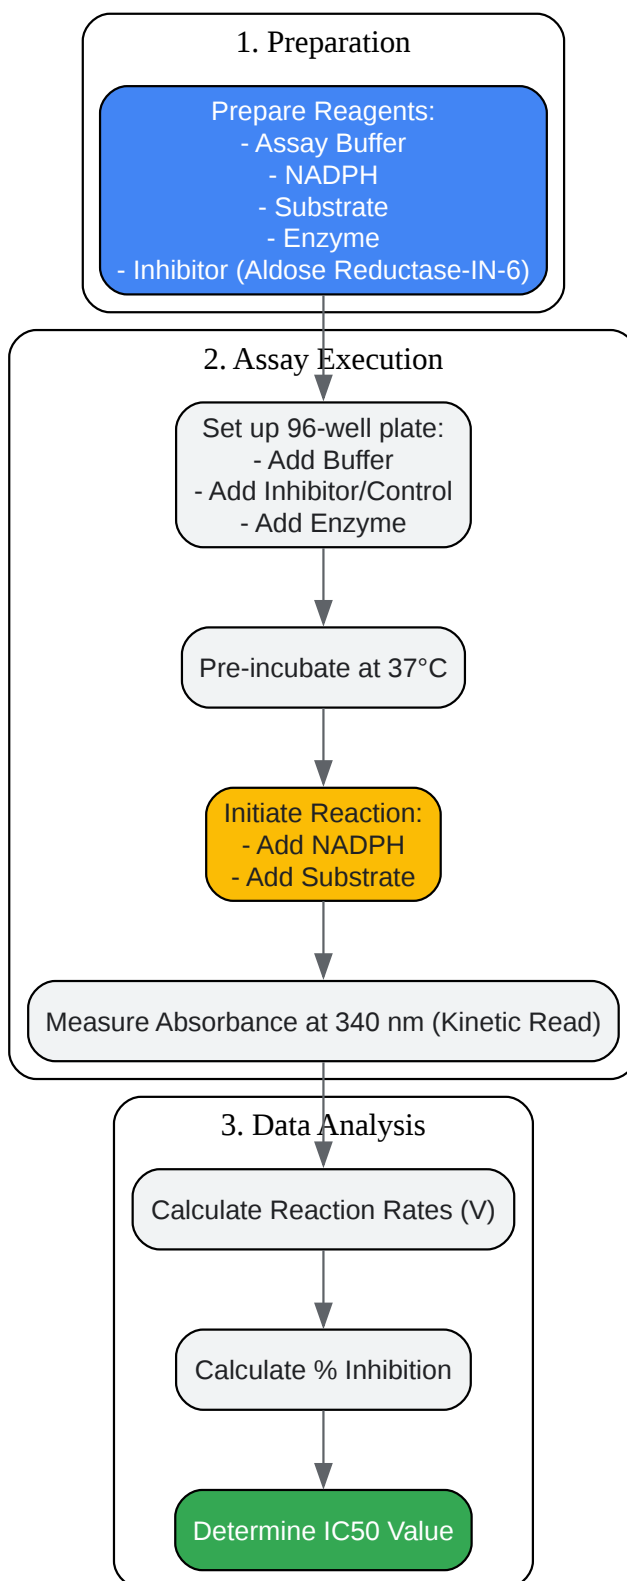 1. Preparation
Prepare Reagents:
- Assay Buffer
- NADPH
- Substrate
- Enzyme
- Inhibitor (Aldose Reductase-IN-6)
2. Assay Execution
Set up 96-well plate:
- Add Buffer
- Add Inhibitor/Control
- Add Enzyme
Pre-incubate at 37°C
Initiate Reaction:
- Add NADPH
- Add Substrate
Measure Absorbance at 340 nm (Kinetic Read)
3. Data Analysis
Calculate Reaction Rates (V)
Calculate % Inhibition
Determine IC50 Value